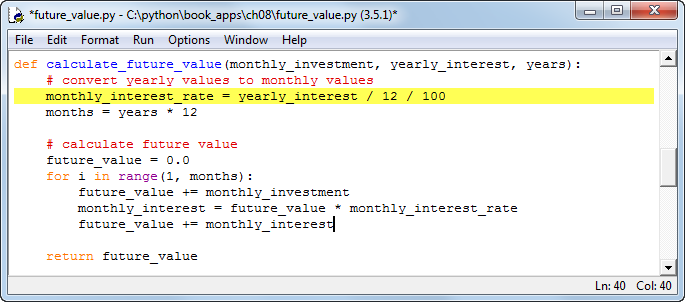 *future_value.py - C:\python\book_apps\ch08\future_value.py (3.5.1)*
File Edit Format Run Options Window Help
def calculate_future_value(monthly_investment, yearly_interest, years):
    # convert yearly values to monthly values
    monthly_interest_rate = yearly_interest / 12 / 100
    months = years * 12
    # calculate future value
    future_value = 0.0
    for i in range(1, months):
        future_value += monthly_investment
        monthly_interest = future_value * monthly_interest_rate
        future_value += monthly_interest
    return future_value
Ln: 40 Col: 40